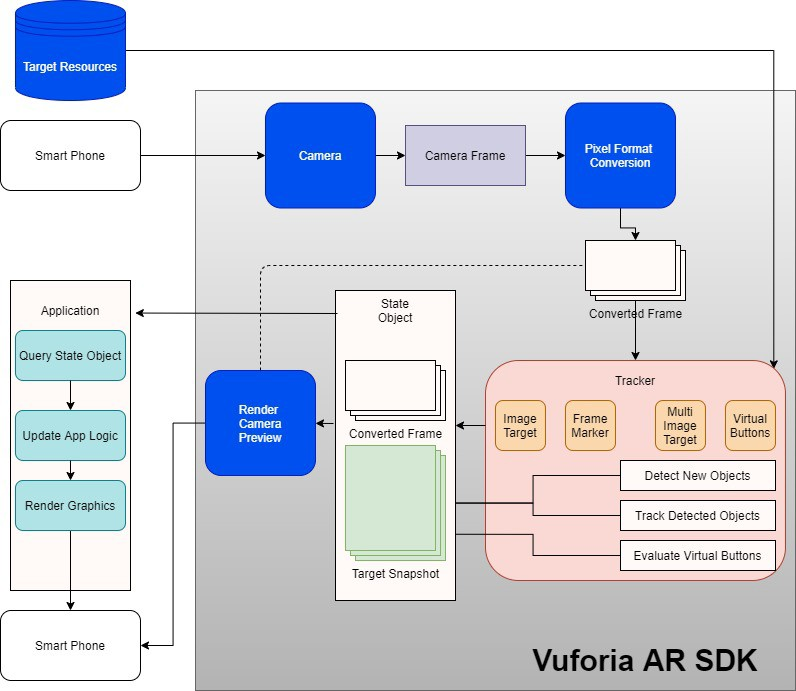 Target Resources
Smart Phone
Camera
Camera Frame
Pixel Format
Conversion
Converted Frame
Application
Query State Object
Update App Logic
Render Graphics
Smart Phone
Render
Camera
Preview
State
Object
Converted Frame
Target Snapshot
Tracker
Image
Target
Frame
Marker
Multi
Image
Target
Virtual
Buttons
Detect New Objects
Track Detected Objects
Evaluate Virtual Buttons
Vuforia AR SDK